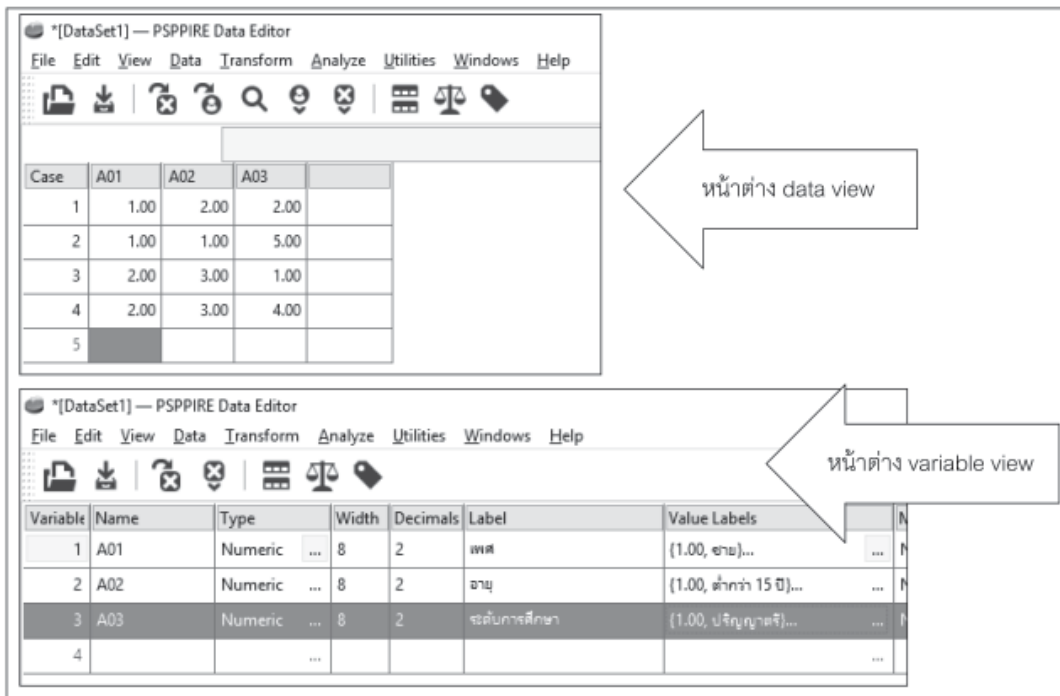 *[DataSet1] — PSPPIRE Data Editor
File Edit View Data Transform Analyze Utilities Windows Help
Case A01 A02 A03
1 1.00 2.00 2.00
2 1.00 1.00 5.00
3 2.00 3.00 1.00
4 2.00 3.00 4.00
5
หน้าต่าง data view
*[DataSet1] — PSPPIRE Data Editor
File Edit View Data Transform Analyze Utilities Windows Help
หน้าต่าง variable view
Variable Name Type Width Decimals Label Value Labels
1 A01 Numeric ... 8 2 เพศ {1.00, ชาย}... ...
2 A02 Numeric ... 8 2 อายุ {1.00, ต่ำกว่า 15 ปี}... ...
3 A03 Numeric ... 8 2 ระดับการศึกษา {1.00, ปริญญาตรี}... ...
4 ... ...